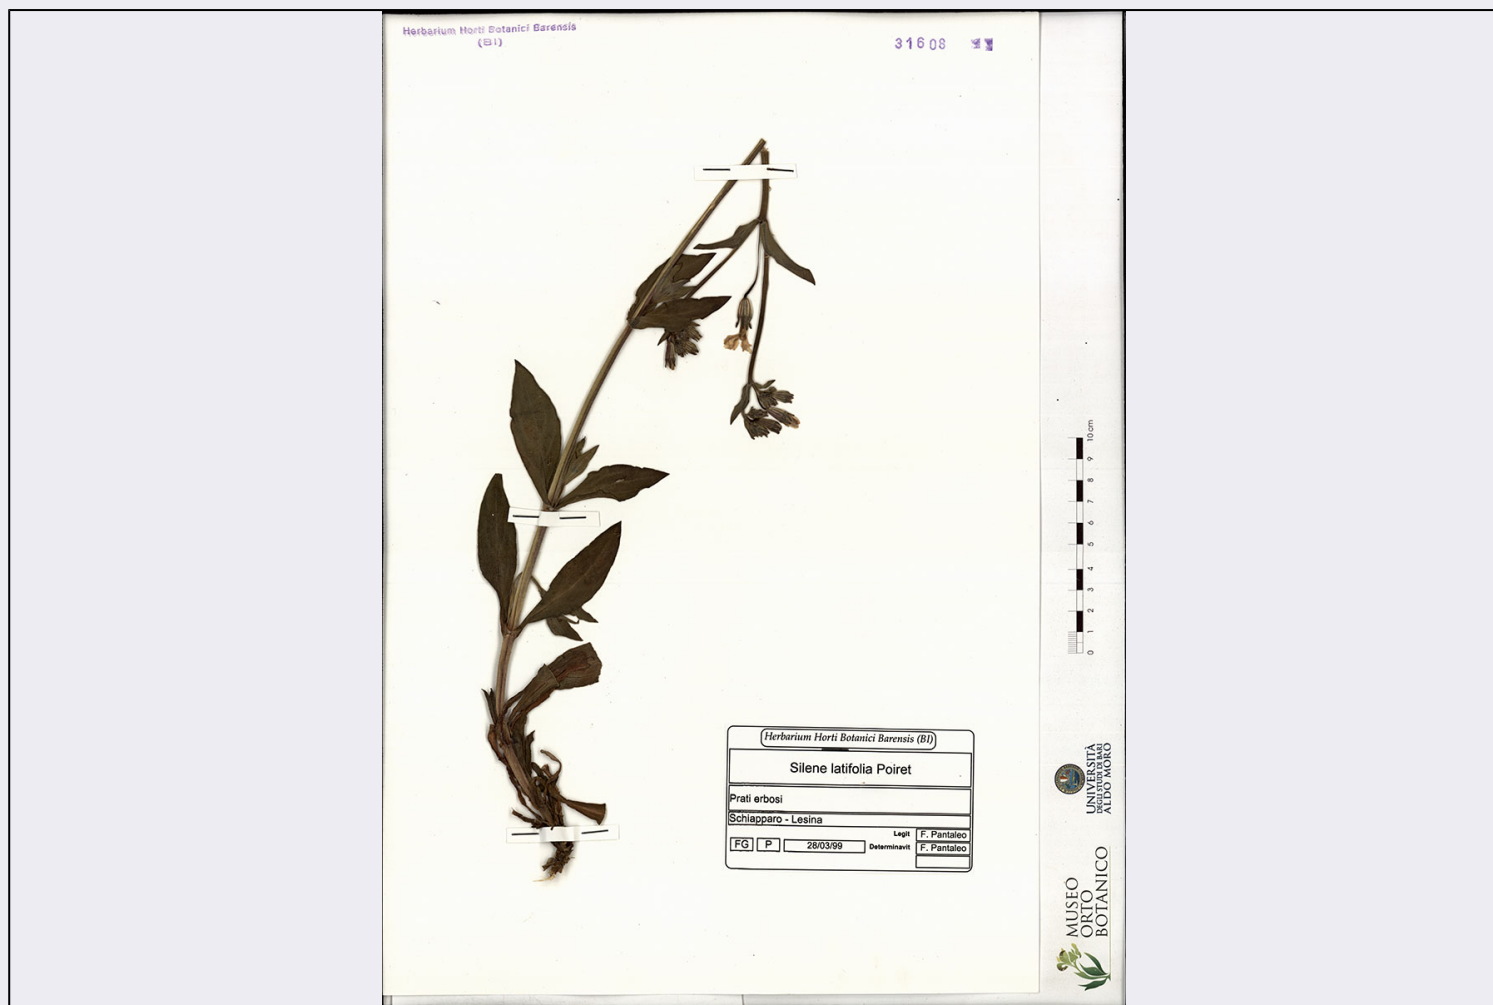 Herbarium Horti Botanici Barensis
(BI)
31608
10 cm
9
8
7
6
5
4
3
2
1
0
Herbarium Horti Botanici Barensis (BI)
Silene latifolia Poiret
Prati erbosi
Schiapparo - Lesina
Legit F. Pantaleo
FG P 28/03/99 Determinavit F. Pantaleo
UNIVERSITÀ
DEGLI STUDI DI BARI
ALDO MORO
MUSEO
ORTO
BOTANICO